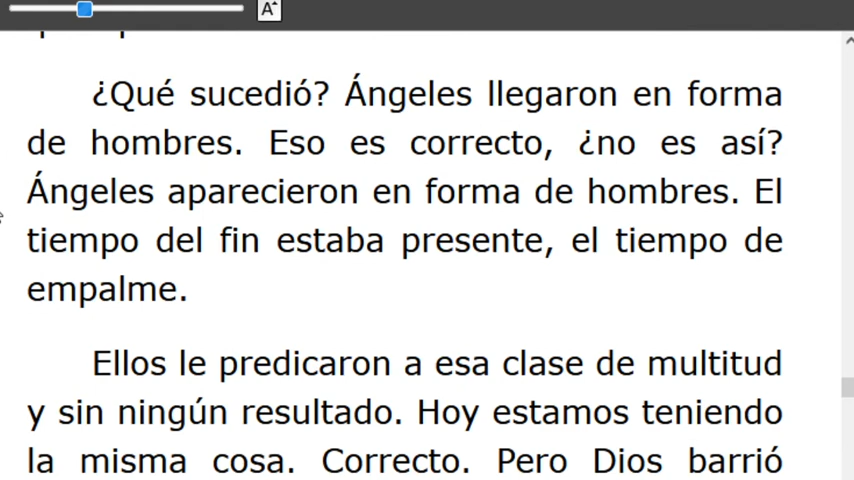 A
¿Qué sucedió? Ángeles llegaron en forma
de hombres. Eso es correcto, ¿no es así?
Ángeles aparecieron en forma de hombres. El
tiempo del fin estaba presente, el tiempo de
empalme.
Ellos le predicaron a esa clase de multitud
y sin ningún resultado. Hoy estamos teniendo
la misma cosa. Correcto. Pero Dios barrió